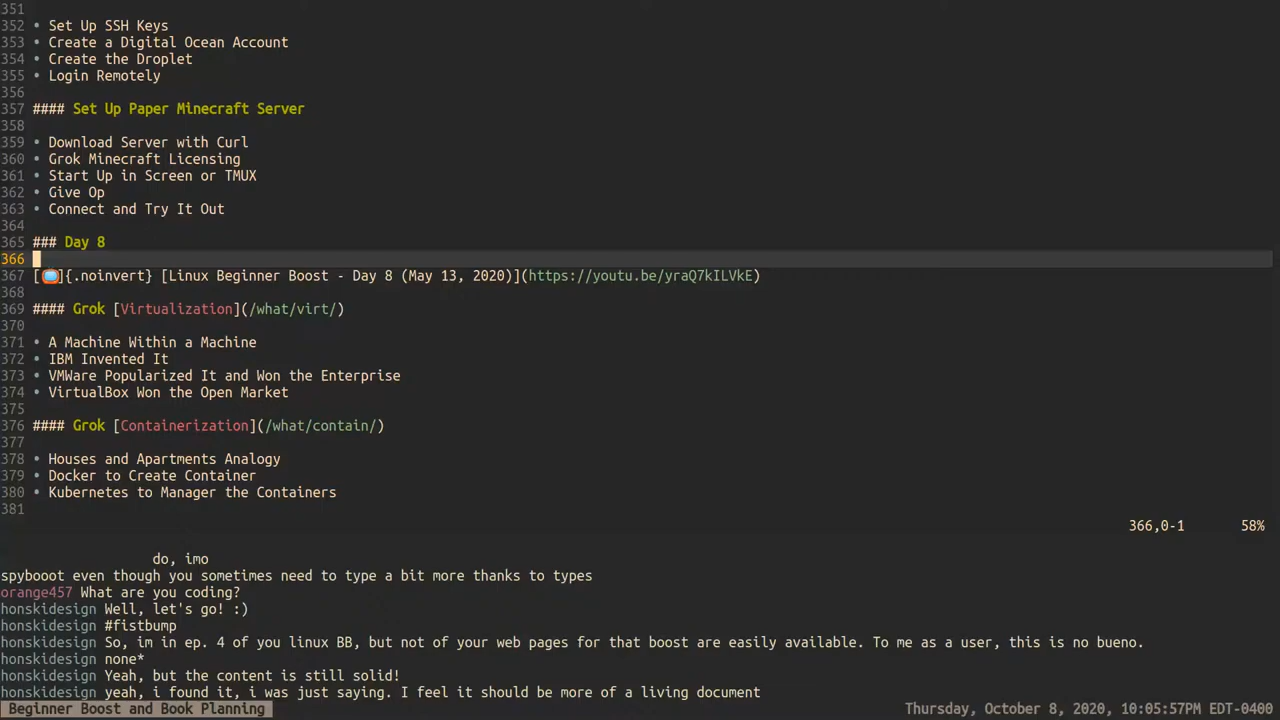 351
352 • Set Up SSH Keys
353 • Create a Digital Ocean Account
354 • Create the Droplet
355 • Login Remotely
356
357 #### Set Up Paper Minecraft Server
358
359 • Download Server with Curl
360 • Grok Minecraft Licensing
361 • Start Up in Screen or TMUX
362 • Give Op
363 • Connect and Try It Out
364
365 ### Day 8
366
367 [📺]{.noinvert} [Linux Beginner Boost - Day 8 (May 13, 2020)](https://youtu.be/yraQ7kILVkE)
368
369 #### Grok [Virtualization](/what/virt/)
370
371 • A Machine Within a Machine
372 • IBM Invented It
373 • VMWare Popularized It and Won the Enterprise
374 • VirtualBox Won the Open Market
375
376 #### Grok [Containerization](/what/contain/)
377
378 • Houses and Apartments Analogy
379 • Docker to Create Container
380 • Kubernetes to Manager the Containers
381
366,0-1 58%
do, imo
spybooot even though you sometimes need to type a bit more thanks to types
orange457 What are you coding?
honskidesign Well, let's go! :)
honskidesign #fistbump
honskidesign So, im in ep. 4 of you linux BB, but not of your web pages for that boost are easily available. To me as a user, this is no bueno.
honskidesign none*
honskidesign Yeah, but the content is still solid!
honskidesign yeah, i found it, i was just saying. I feel it should be more of a living document
Beginner Boost and Book Planning Thursday, October 8, 2020, 10:05:57PM EDT-0400